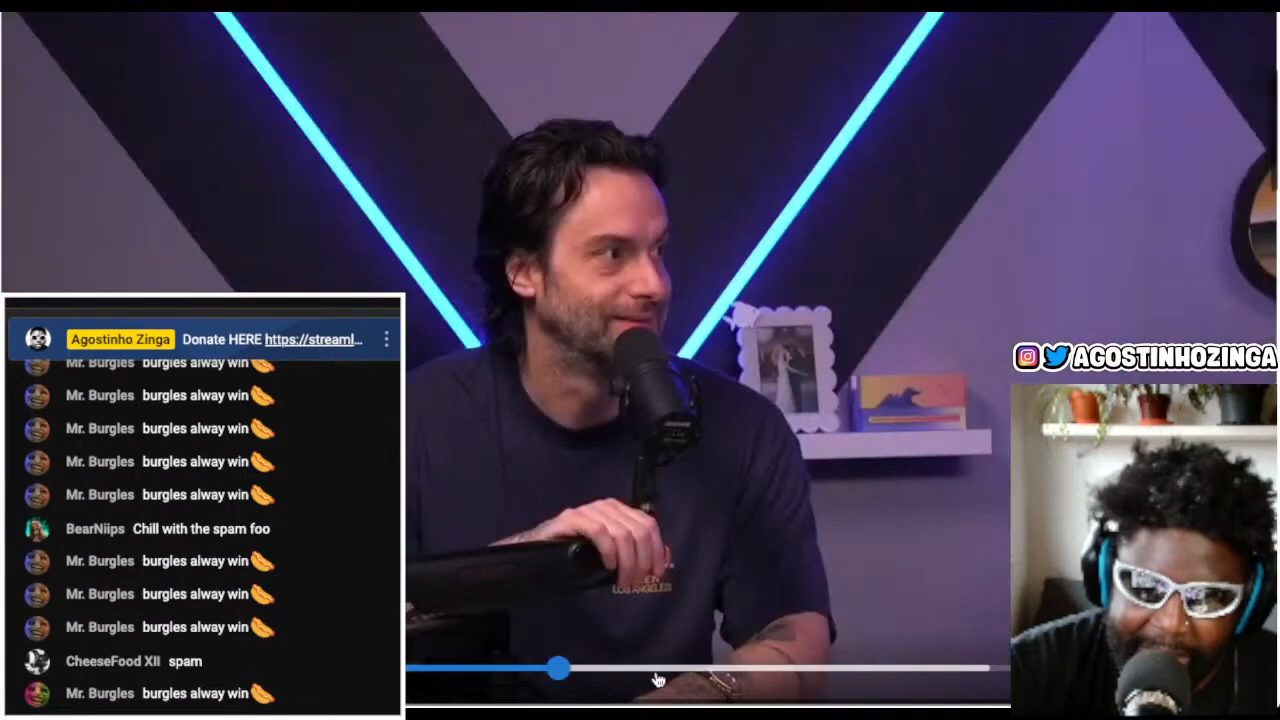 Agostinho Zinga Donate HERE https://streaml...
Mr. Burgles burgles alway win
Mr. Burgles burgles alway win
Mr. Burgles burgles alway win
Mr. Burgles burgles alway win
Mr. Burgles burgles alway win
BearNiips Chill with the spam foo
Mr. Burgles burgles alway win
Mr. Burgles burgles alway win
Mr. Burgles burgles alway win
CheeseFood XII spam
Mr. Burgles burgles alway win
LOS ANGELES
AGOSTINHOZINGA